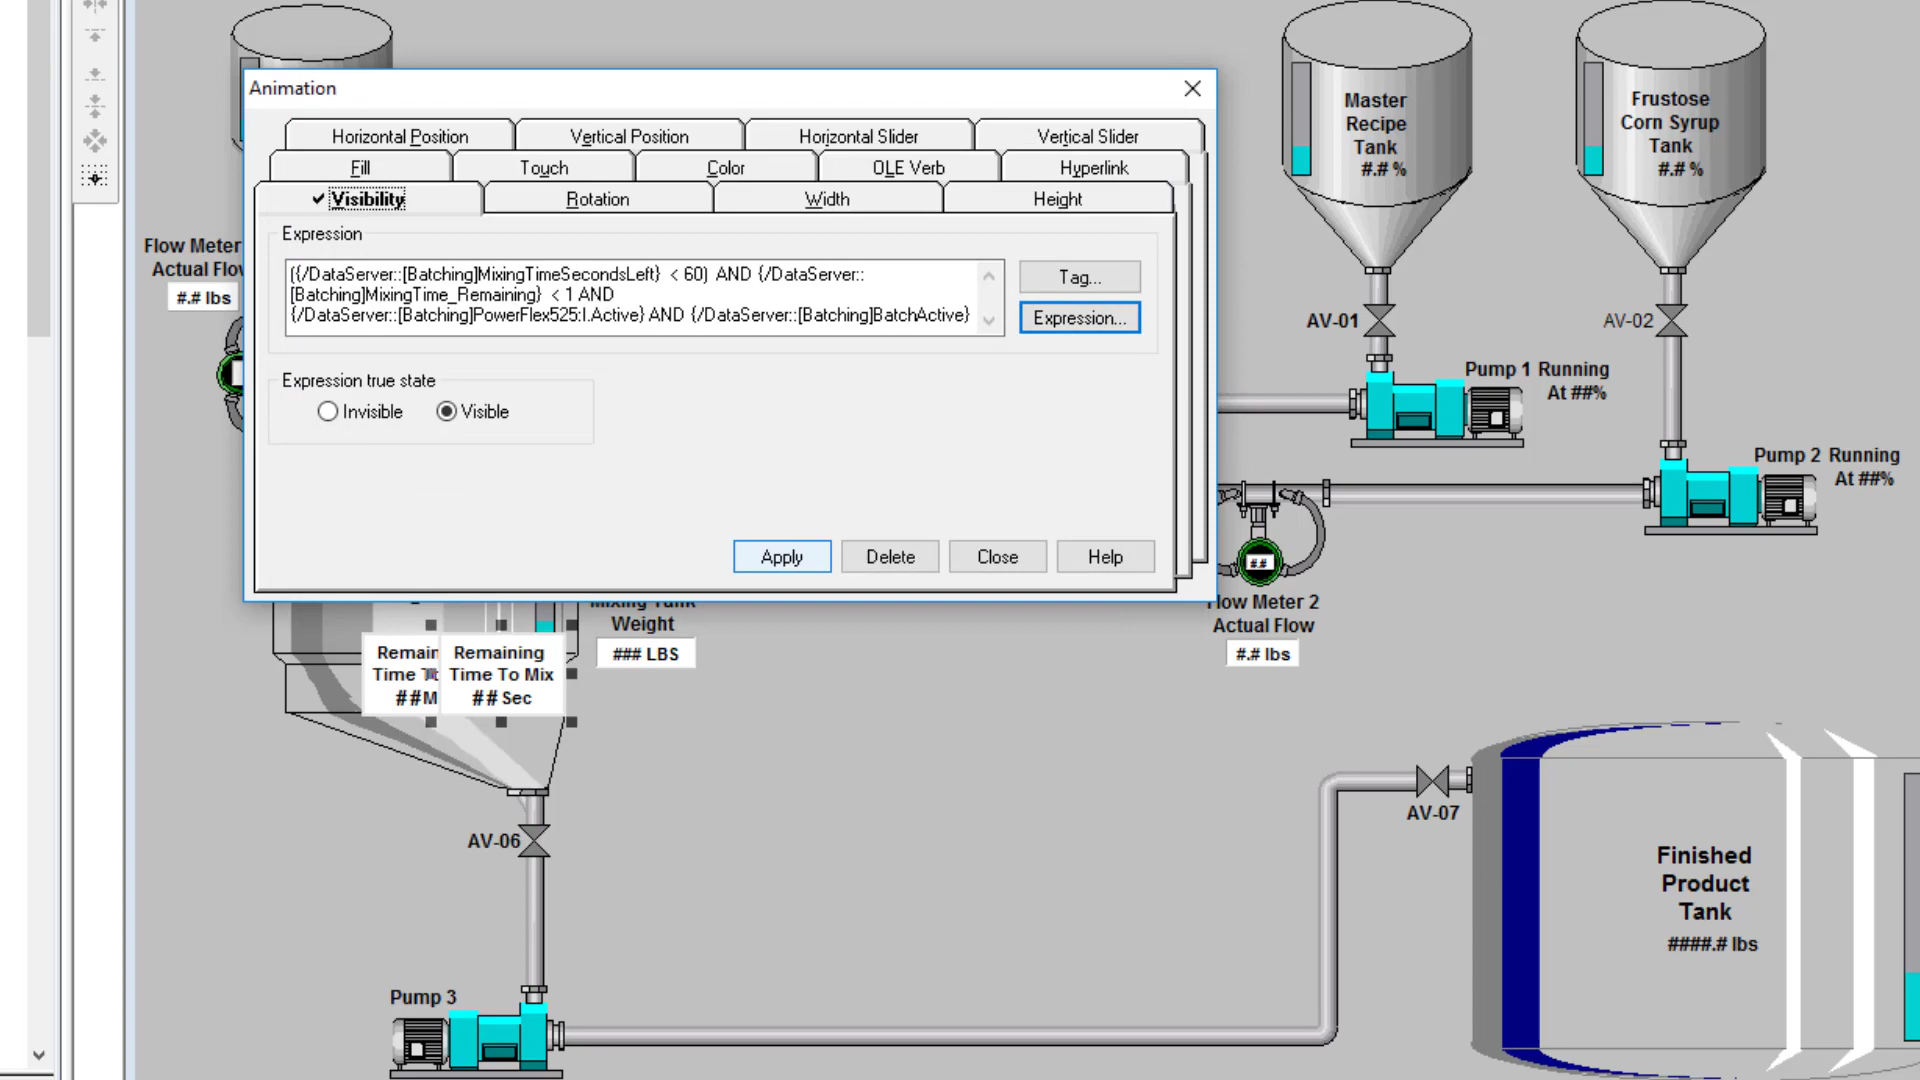 Animation
Horizontal Position
Vertical Position
Horizontal Slider
Vertical Slider
Fill
Touch
Color
OLE Verb
Hyperlink
Visibility
Rotation
Width
Height
Expression
({/DataServer::[Batching]MixingTimeSecondsLeft} < 60) AND {/DataServer::
[Batching]MixingTime_Remaining} < 1 AND
{/DataServer::[Batching]PowerFlex525:I.Active} AND {/DataServer::[Batching]BatchActive}
Tag...
Expression...
Expression true state
Invisible
Visible
Apply
Delete
Close
Help
Master
Recipe
Tank
#.# %
Frustose
Corn Syrup
Tank
#.# %
Flow Meter
Actual Flow
#.# lbs
AV-01
AV-02
Pump 1 Running
At ##%
Pump 2 Running
At ##%
#.#
Flow Meter 2
Actual Flow
#.# lbs
Mixing Tank
Weight
### LBS
Remain
Time To
##M
Remaining
Time To Mix
## Sec
AV-06
AV-07
Finished
Product
Tank
####.# lbs
Pump 3